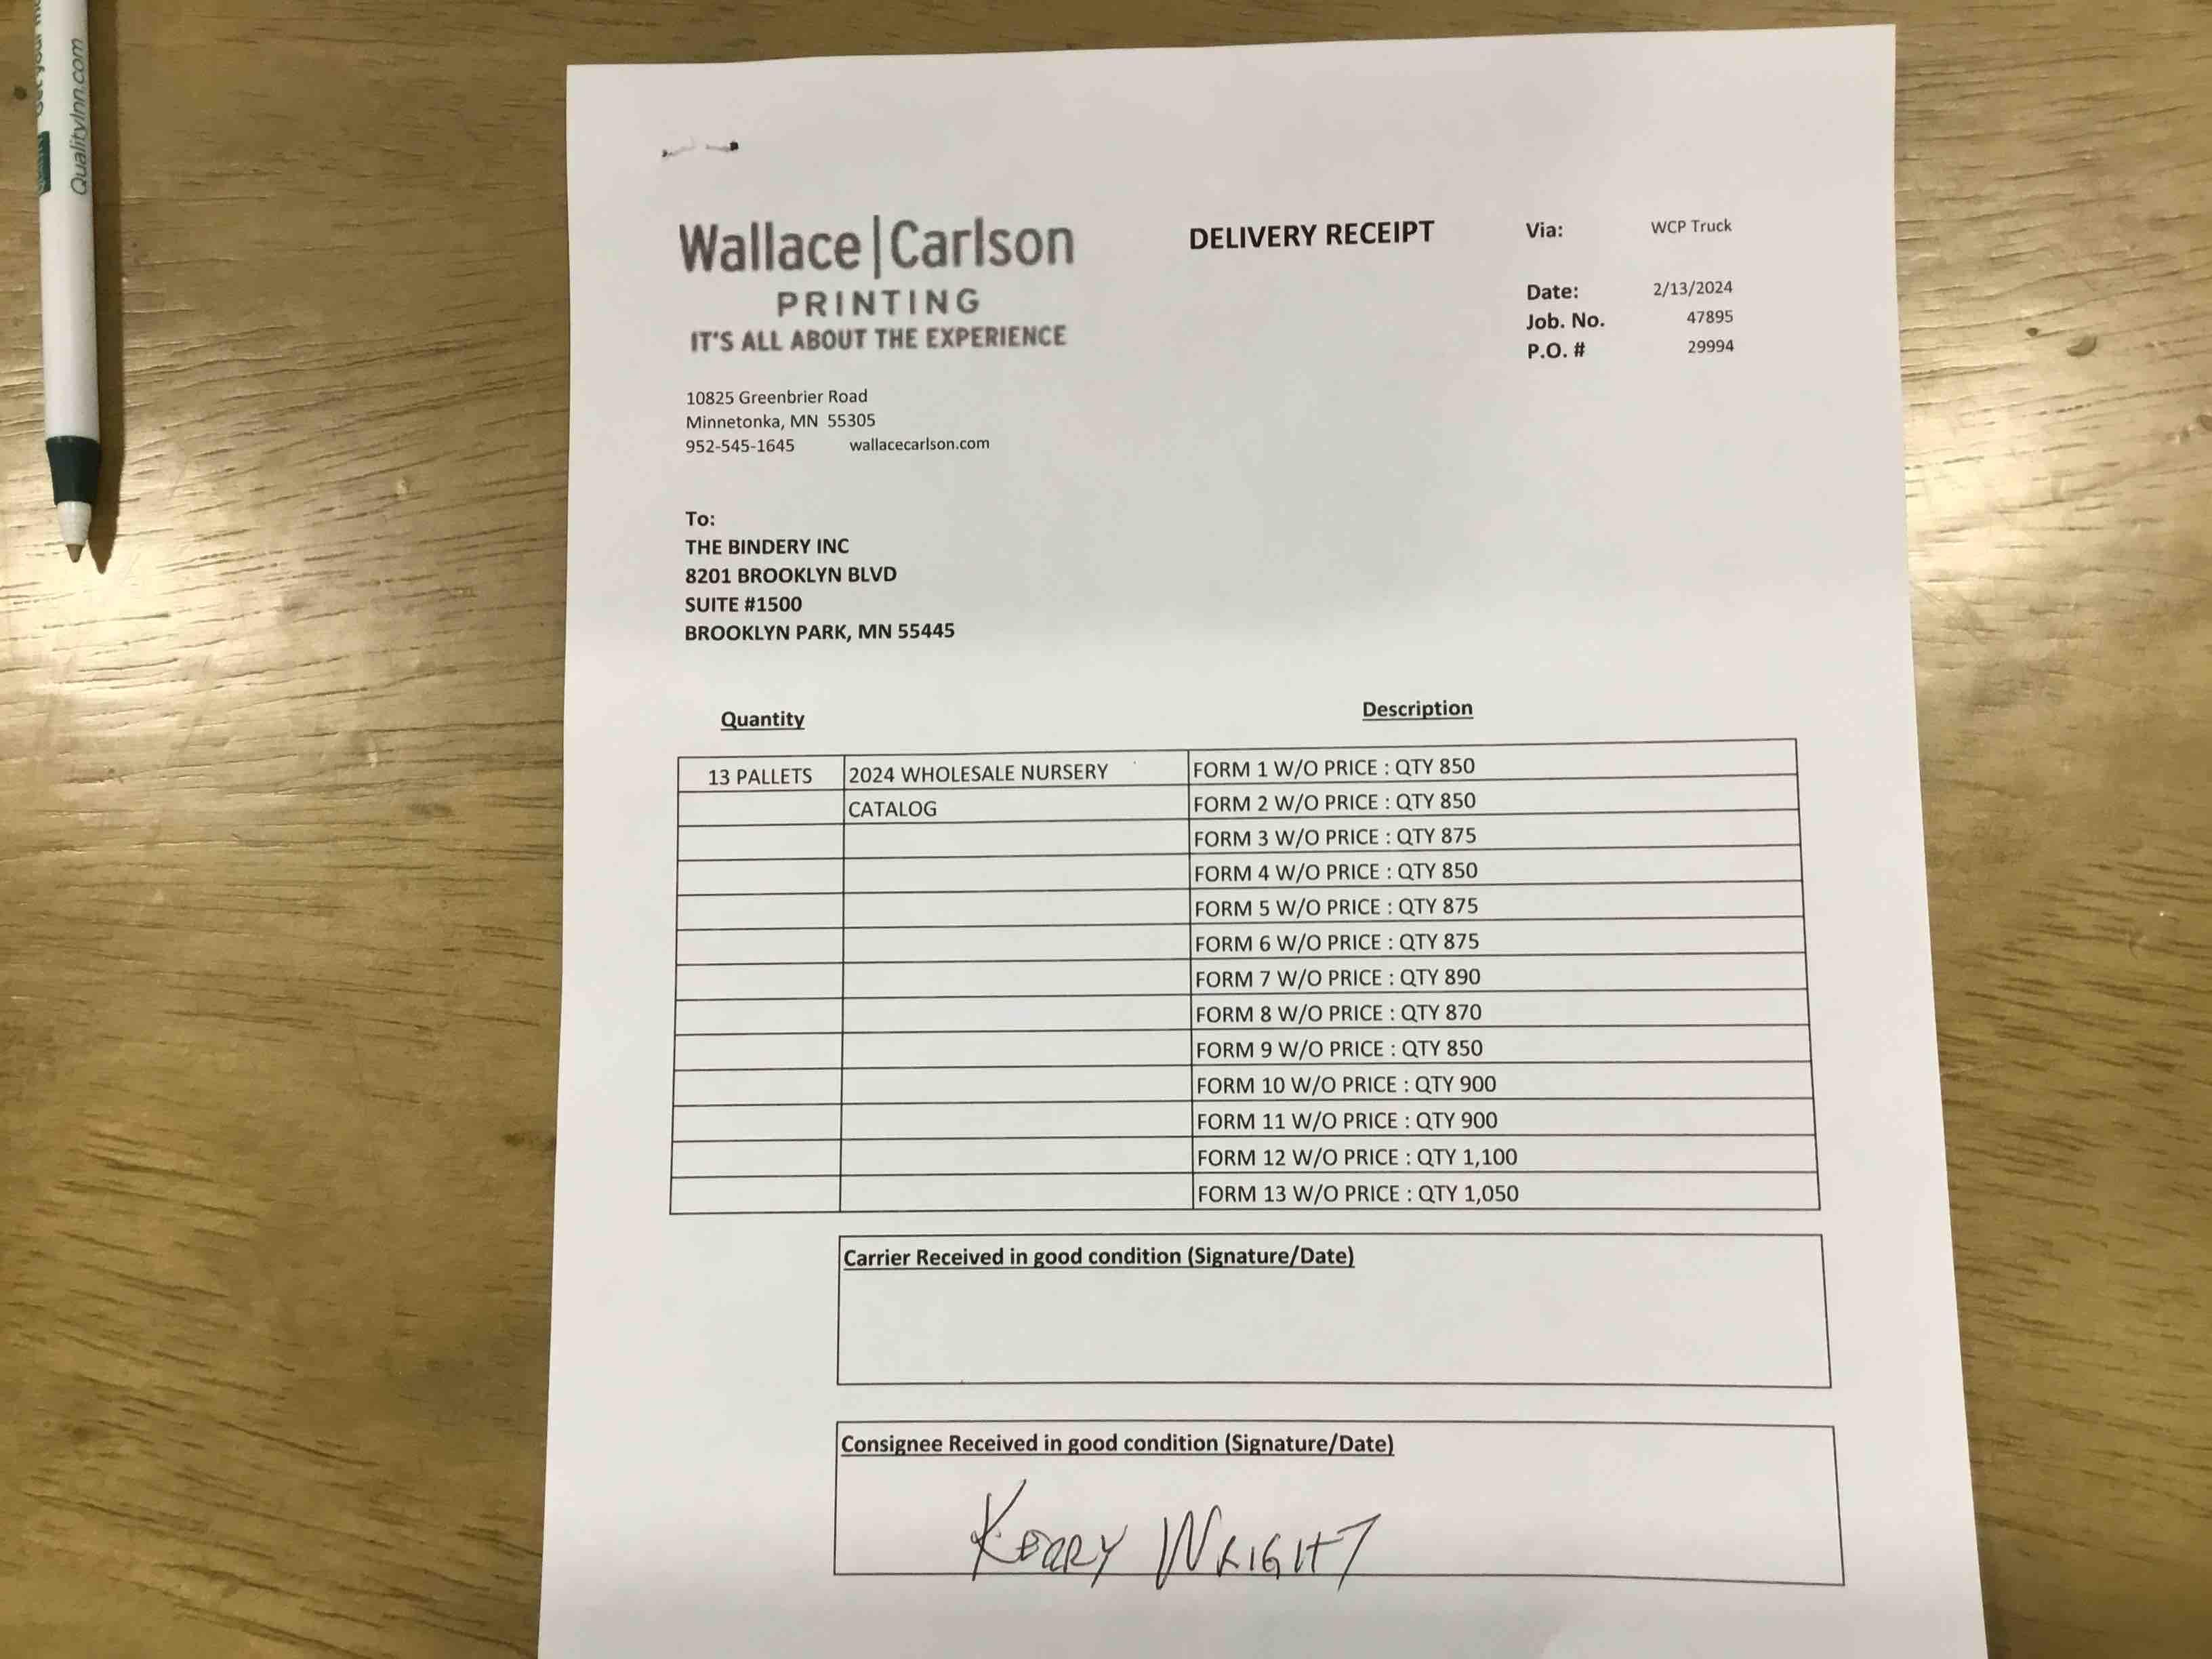 QualityInn.com
Wallace|Carlson
PRINTING
IT'S ALL ABOUT THE EXPERIENCE
DELIVERY RECEIPT
Via: WCP Truck
Date: 2/13/2024
Job. No. 47895
P.O. # 29994
10825 Greenbrier Road
Minnetonka, MN 55305
952-545-1645 wallacecarlson.com
To:
THE BINDERY INC
8201 BROOKLYN BLVD
SUITE #1500
BROOKLYN PARK, MN 55445
Quantity Description
13 PALLETS 2024 WHOLESALE NURSERY FORM 1 W/O PRICE : QTY 850
CATALOG FORM 2 W/O PRICE : QTY 850
FORM 3 W/O PRICE : QTY 875
FORM 4 W/O PRICE : QTY 850
FORM 5 W/O PRICE : QTY 875
FORM 6 W/O PRICE : QTY 875
FORM 7 W/O PRICE : QTY 890
FORM 8 W/O PRICE : QTY 870
FORM 9 W/O PRICE : QTY 850
FORM 10 W/O PRICE : QTY 900
FORM 11 W/O PRICE : QTY 900
FORM 12 W/O PRICE : QTY 1,100
FORM 13 W/O PRICE : QTY 1,050
Carrier Received in good condition (Signature/Date)
Consignee Received in good condition (Signature/Date)
KERRY WRIGHT